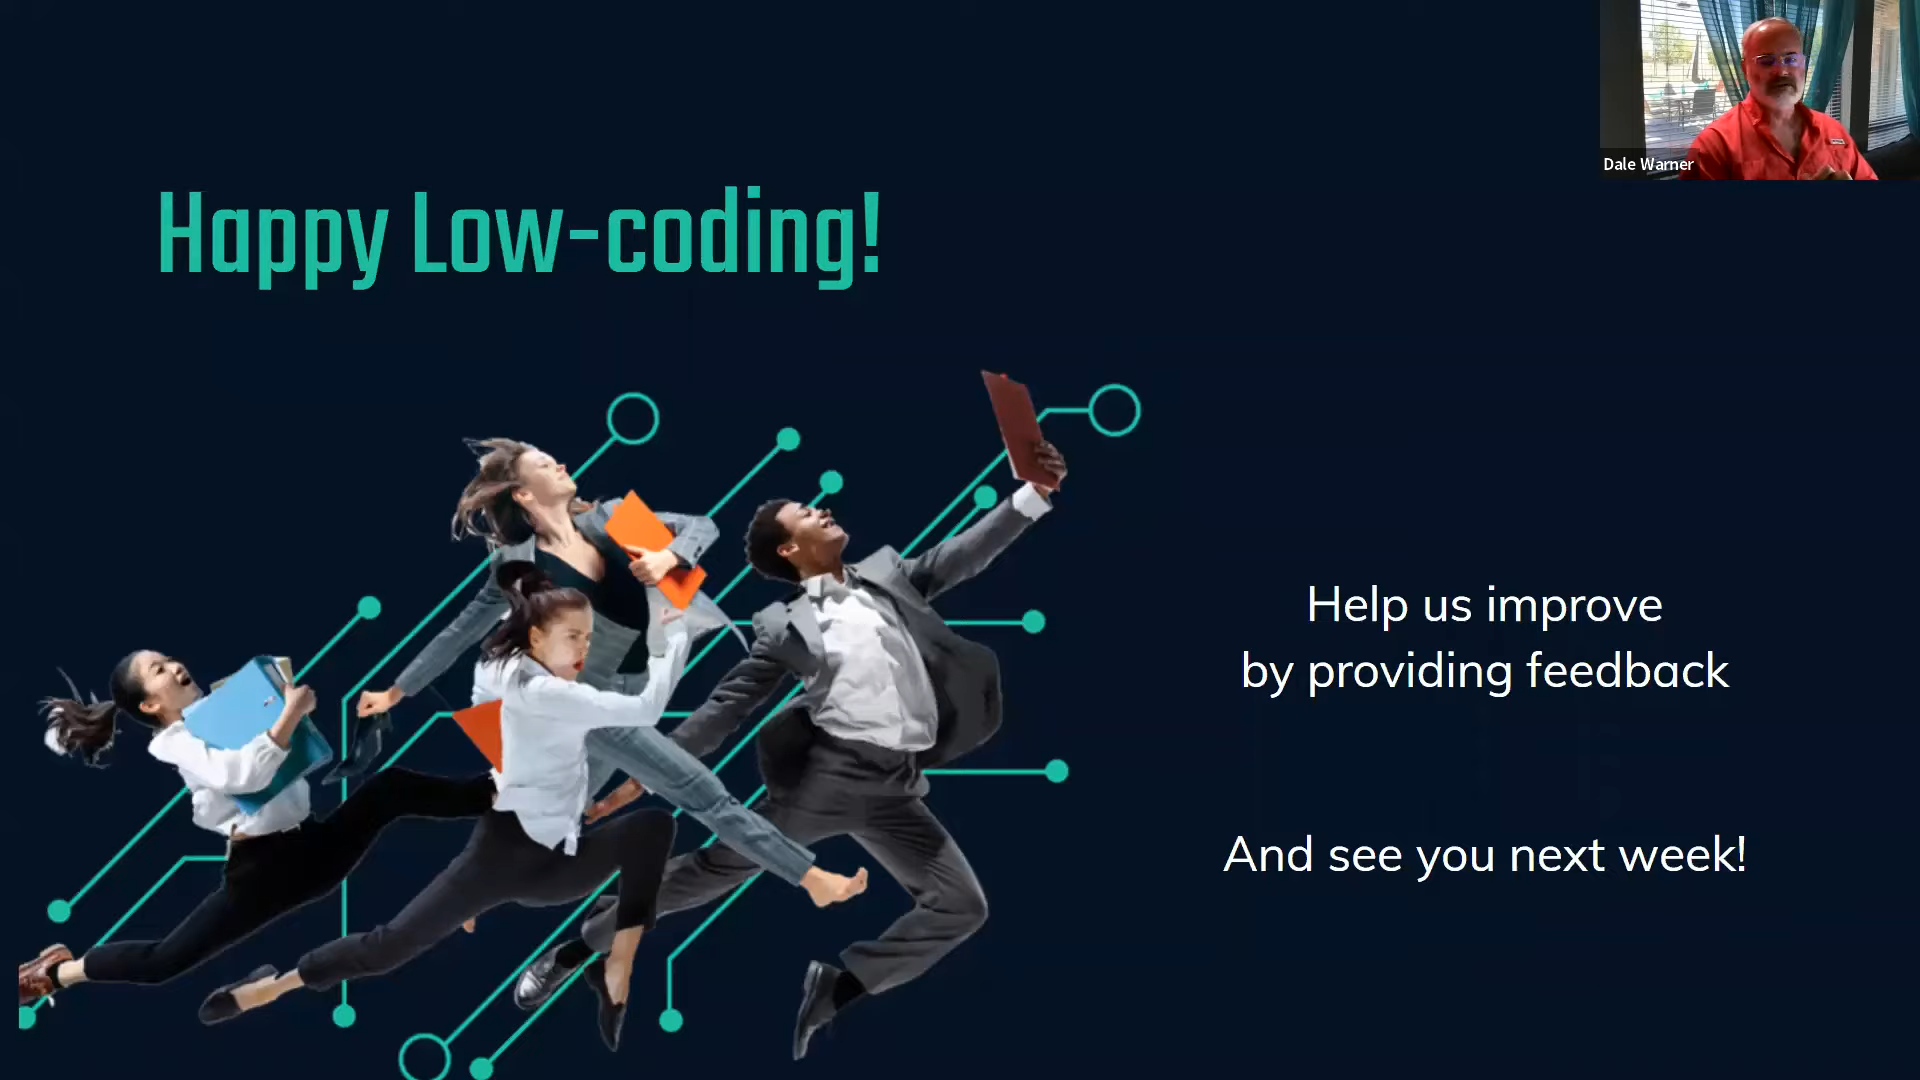 Dale Warner
Happy Low-coding!
Help us improve
by providing feedback
And see you next week!